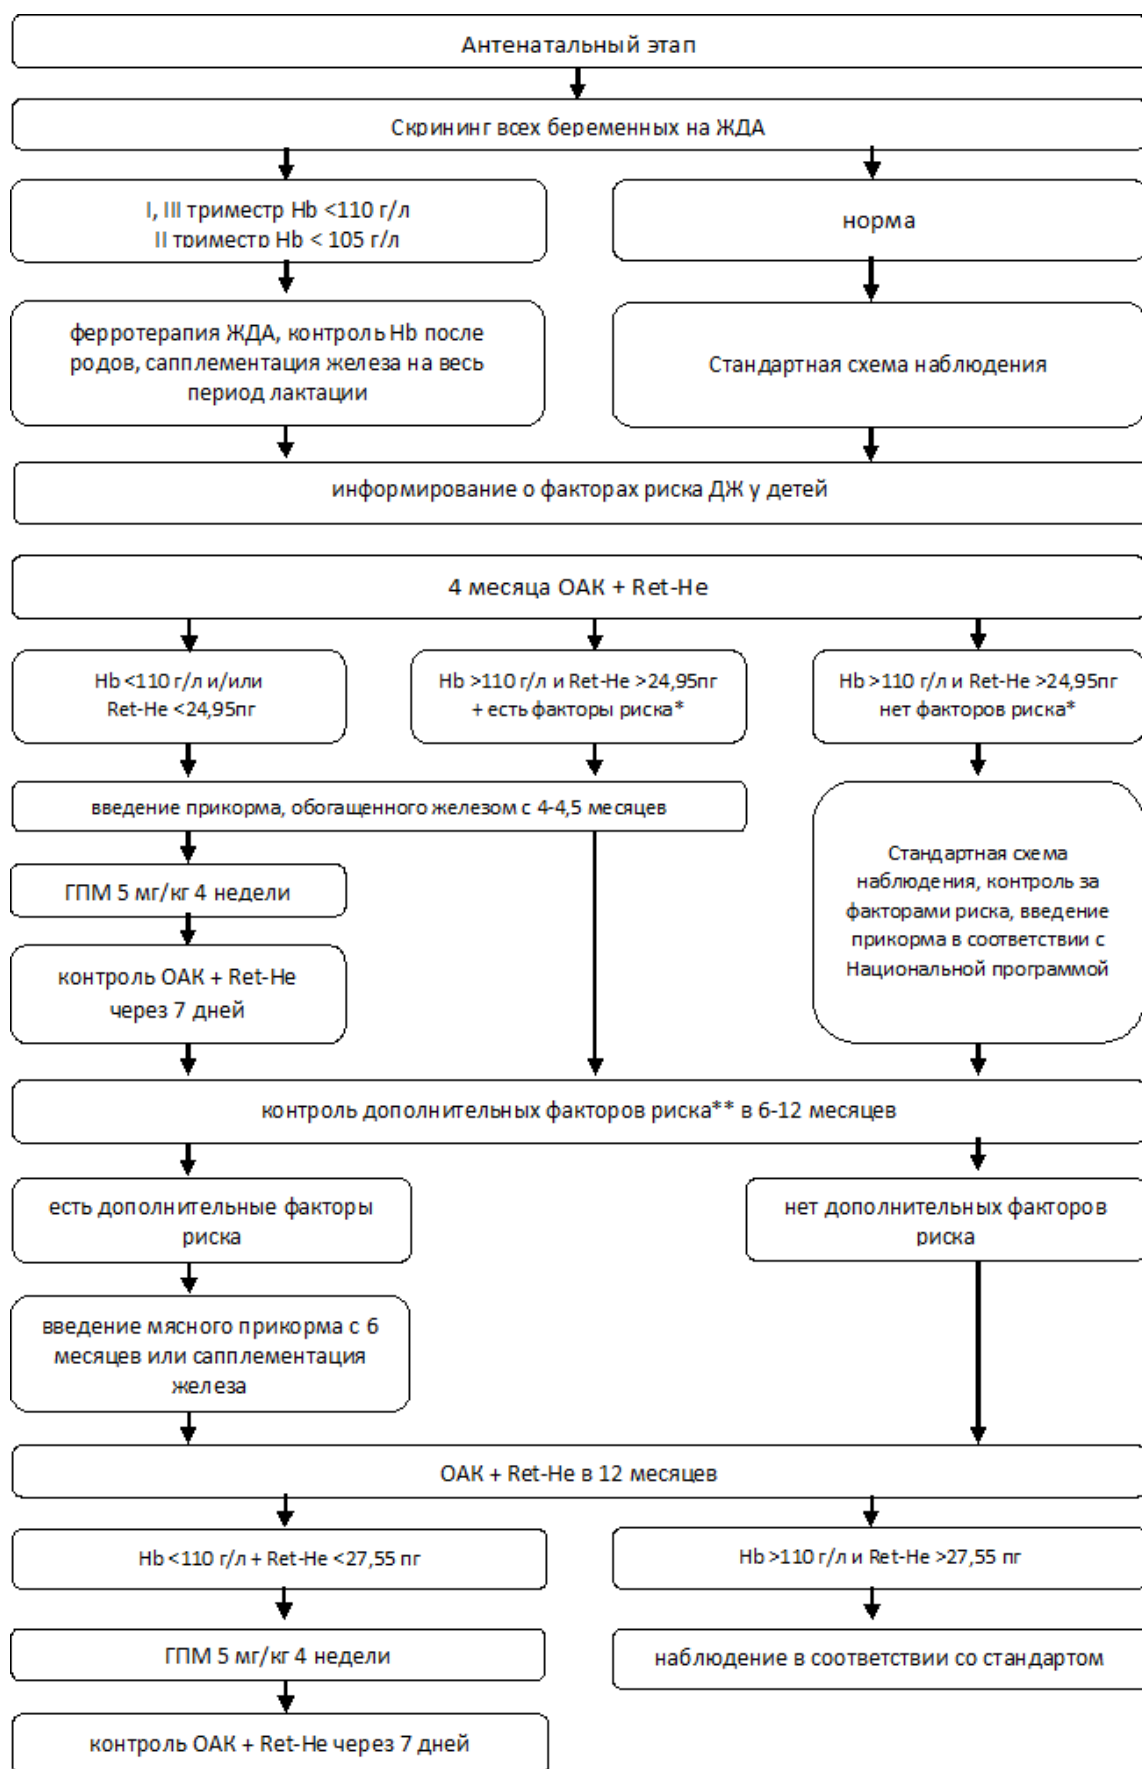 Антенатальный этап
Скрининг всех беременных на ЖДА
I, III триместр Hb <110 г/л
II триместр Hb < 105 г/л
норма
ферротерапия ЖДА, контроль Hb после
родов, сапплементация железа на весь
период лактации
Стандартная схема наблюдения
информирование о факторах риска ДЖ у детей
4 месяца ОАК + Ret-He
Hb <110 г/л и/или
Ret-He <24,95пг
Hb >110 г/л и Ret-He >24,95пг
+ есть факторы риска*
Hb >110 г/л и Ret-He >24,95пг
нет факторов риска*
введение прикорма, обогащенного железом с 4-4,5 месяцев
ГПМ 5 мг/кг 4 недели
контроль ОАК + Ret-He
через 7 дней
Стандартная схема
наблюдения, контроль за
факторами риска, введение
прикорма в соответствии с
Национальной программой
контроль дополнительных факторов риска** в 6-12 месяцев
есть дополнительные факторы
риска
нет дополнительных факторов
риска
введение мясного прикорма с 6
месяцев или сапплементация
железа
ОАК + Ret-He в 12 месяцев
Hb <110 г/л + Ret-He <27,55 пг
Hb >110 г/л и Ret-He >27,55 пг
ГПМ 5 мг/кг 4 недели
наблюдение в соответствии со стандартом
контроль ОАК + Ret-He через 7 дней